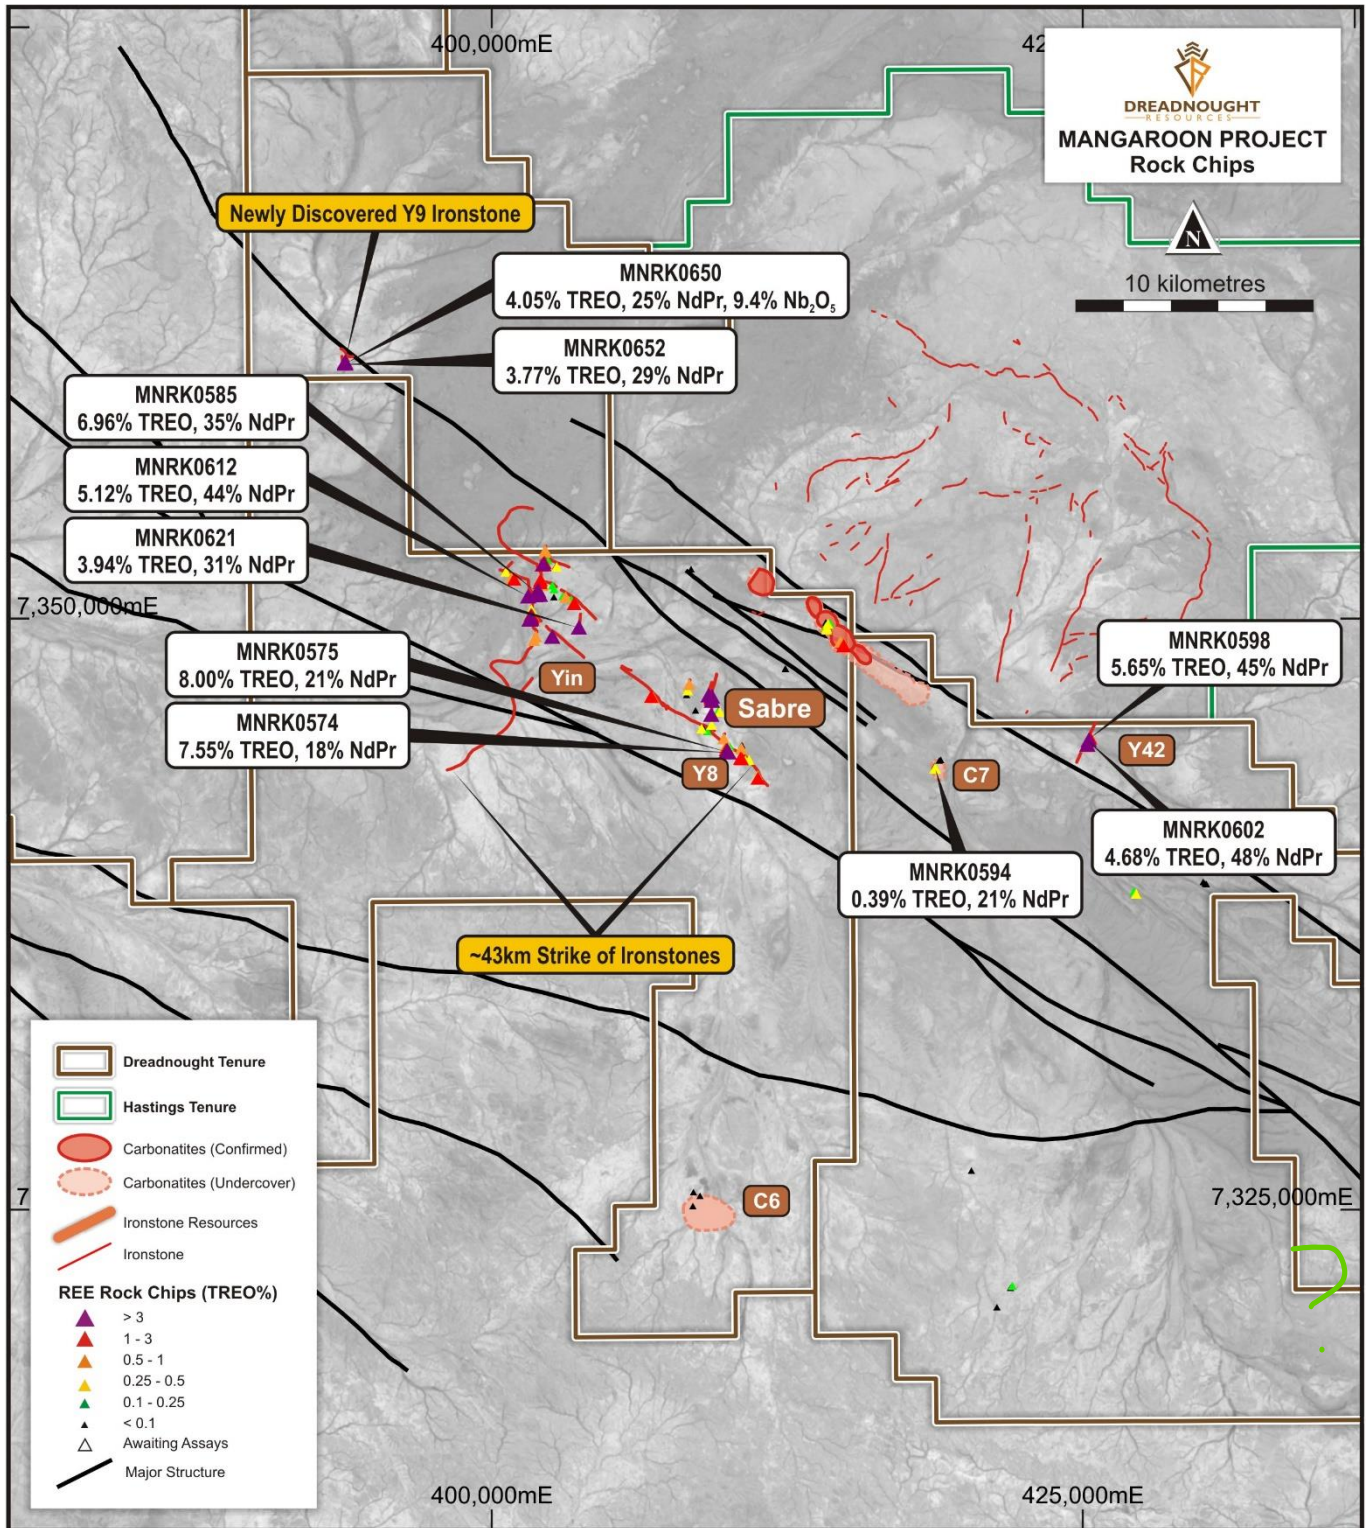 400,000mE
42
DREADNOUGHT
RESOURCES
MANGAROON PROJECT
Rock Chips
N
10 kilometres
Newly Discovered Y9 Ironstone
MNRK0650
4.05% TREO, 25% NdPr, 9.4% Nb₂O₅
MNRK0652
3.77% TREO, 29% NdPr
MNRK0585
6.96% TREO, 35% NdPr
MNRK0612
5.12% TREO, 44% NdPr
MNRK0621
3.94% TREO, 31% NdPr
7,350,000mE
MNRK0575
8.00% TREO, 21% NdPr
MNRK0574
7.55% TREO, 18% NdPr
Yin
Sabre
Y8
C7
Y42
MNRK0598
5.65% TREO, 45% NdPr
MNRK0602
4.68% TREO, 48% NdPr
MNRK0594
0.39% TREO, 21% NdPr
~43km Strike of Ironstones
C6
7
7,325,000mE
?
Dreadnought Tenure
Hastings Tenure
Carbonatites (Confirmed)
Carbonatites (Undercover)
Ironstone Resources
Ironstone
REE Rock Chips (TREO%)
> 3
1 - 3
0.5 - 1
0.25 - 0.5
0.1 - 0.25
< 0.1
Awaiting Assays
Major Structure
400,000mE
425,000mE